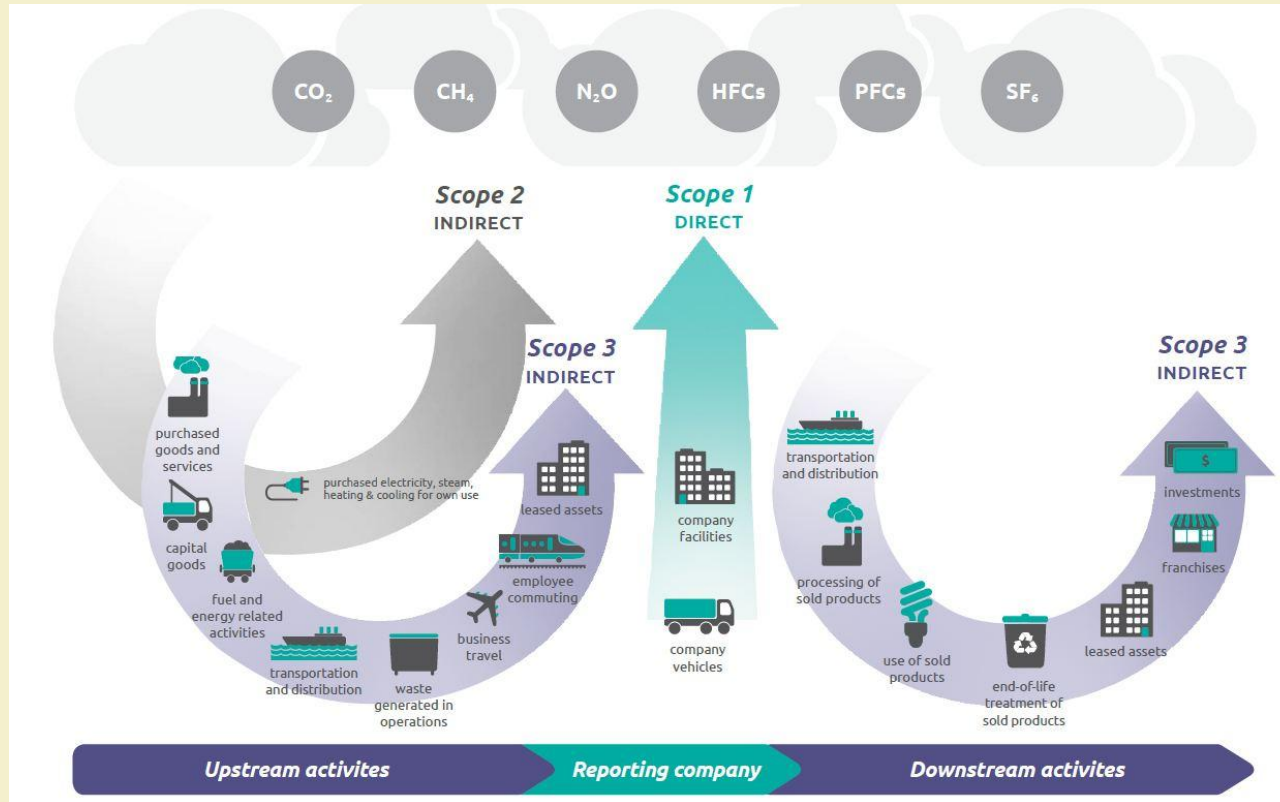 CO₂
CH₄
N₂O
HFCs
PFCs
SF₆
Scope 2
INDIRECT
Scope 1
DIRECT
Scope 3
INDIRECT
Scope 3
INDIRECT
purchased
goods and
services
capital
goods
fuel and
energy related
activities
transportation
and distribution
waste
generated in
operations
business
travel
employee
commuting
leased assets
purchased electricity, steam,
heating & cooling for own use
company
facilities
company
vehicles
transportation
and distribution
processing of
sold products
use of sold
products
end-of-life
treatment of
sold products
leased assets
franchises
investments
$
Upstream activites
Reporting company
Downstream activites